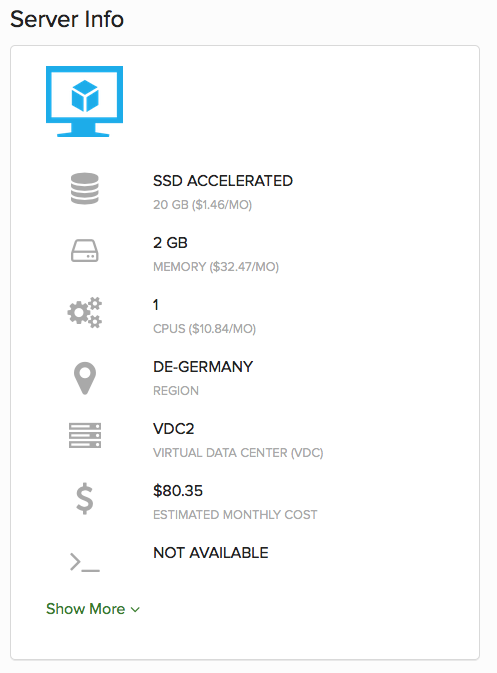 Server Info
SSD ACCELERATED
20 GB ($1.46/MO)
2 GB
MEMORY ($32.47/MO)
1
CPUS ($10.84/MO)
DE-GERMANY
REGION
VDC2
VIRTUAL DATA CENTER (VDC)
$80.35
ESTIMATED MONTHLY COST
NOT AVAILABLE
Show More